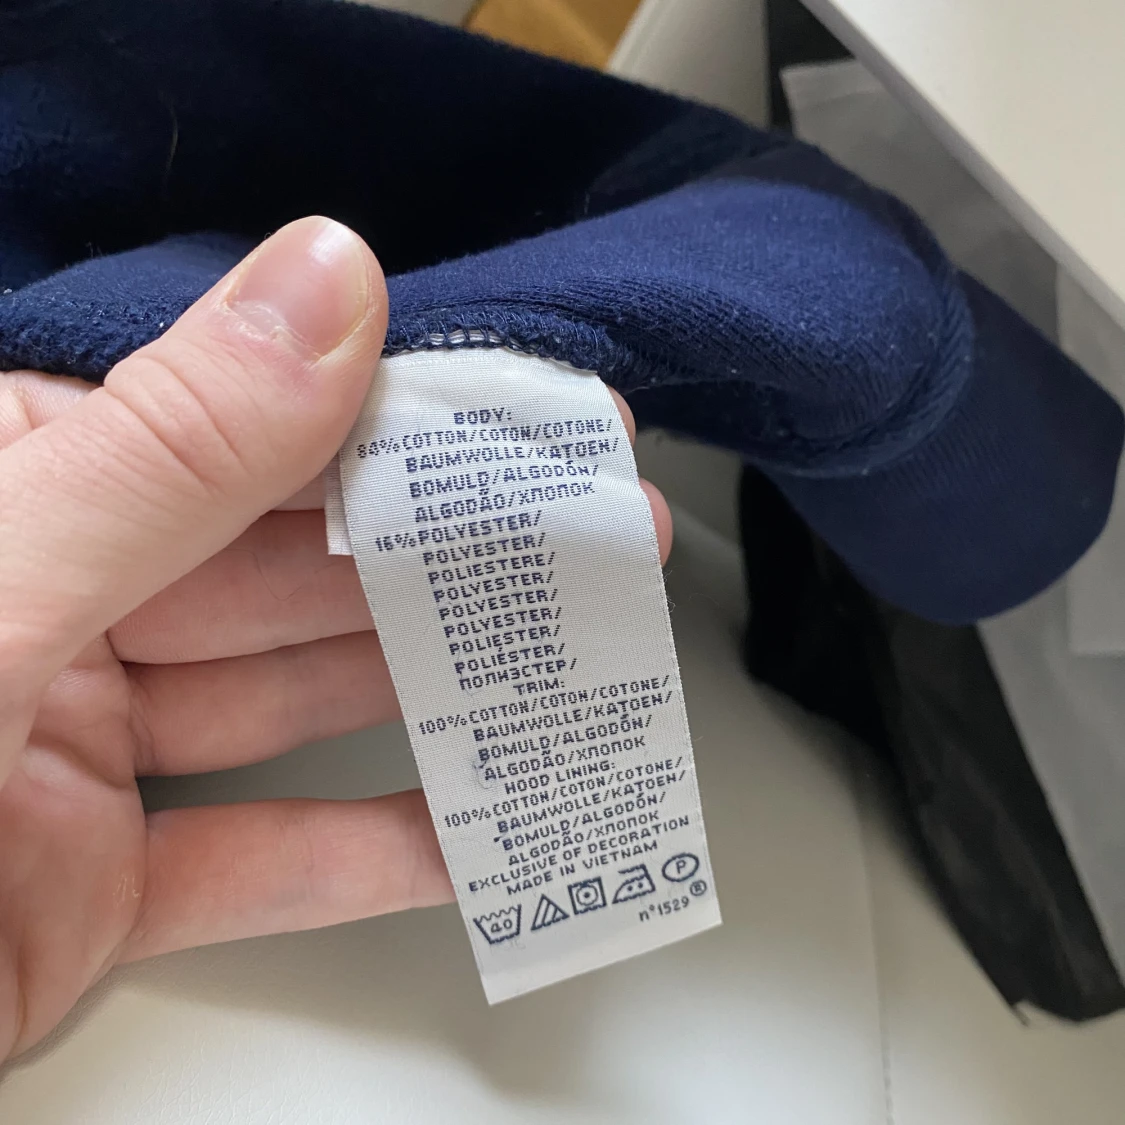 BODY:
84%COTTON/COTON/COTONE/
BAUMWOLLE/KATOEN/
BOMULD/ALGODÓN/
ALGODÃO/ХЛОПОК
16%POLYESTER/
POLYESTER/
POLIESTERE/
POLYESTER/
POLYESTER/
POLYESTER/
POLIÉSTER/
POLIÉSTER/
ПОЛИЭСТЕР/
TRIM:
100%COTTON/COTON/COTONE/
BAUMWOLLE/KATOEN/
BOMULD/ALGODÓN/
ALGODÃO/ХЛОПОК
HOOD LINING:
100%COTTON/COTON/COTONE/
BAUMWOLLE/KATOEN/
BOMULD/ALGODÓN/
ALGODÃO/ХЛОПОК
EXCLUSIVE OF DECORATION
MADE IN VIETNAM
40 P
n°1529®